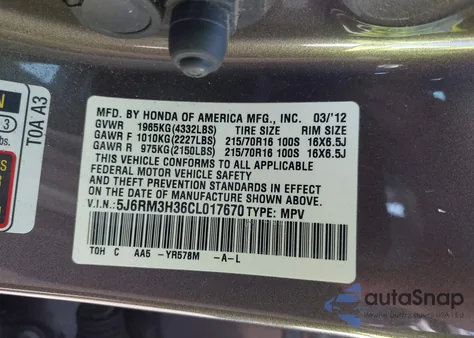 MFD. BY HONDA OF AMERICA MFG., INC. 03/'12
GVWR 1965KG(4332LBS) TIRE SIZE RIM SIZE
GAWR F 1010KG(2227LBS) 215/70R16 100S 16X6.5J
GAWR R 975KG(2150LBS) 215/70R16 100S 16X6.5J
THIS VEHICLE CONFORMS TO ALL APPLICABLE
FEDERAL MOTOR VEHICLE SAFETY
AND THEFT PREVENTION STANDARDS IN EFFECT
ON THE DATE OF MANUFACTURE SHOWN ABOVE.
V.I.N: 5J6RM3H36CL017670 TYPE: MPV
TOH C AA5 -YR578M -A-L
TOA A3
3
autoSnap